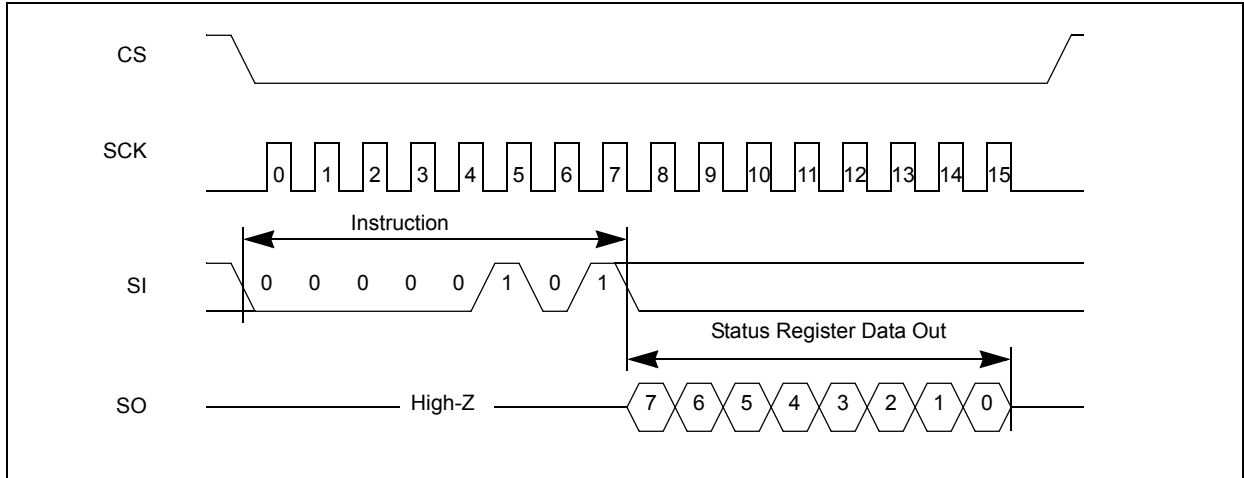 CS
SCK
0 1 2 3 4 5 6 7 8 9 10 11 12 13 14 15
Instruction
SI 0 0 0 0 0 1 0 1
Status Register Data Out
SO High-Z 7 6 5 4 3 2 1 0